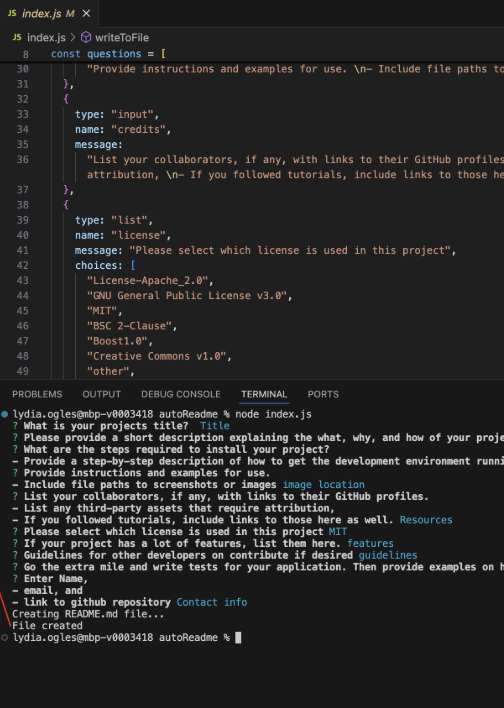 JS index.js M ×
JS index.js > writeToFile
8 const questions = [
30 "Provide instructions and examples for use. \n- Include file paths to
31 },
32 {
33 type: "input",
34 name: "credits",
35 message:
36 "List your collaborators, if any, with links to their GitHub profiles
attribution, \n- If you followed tutorials, include links to those he
37 },
38 {
39 type: "list",
40 name: "license",
41 message: "Please select which license is used in this project",
42 choices: [
43 "License-Apache_2.0",
44 "GNU General Public License v3.0",
45 "MIT",
46 "BSC 2-Clause",
47 "Boost1.0",
48 "Creative Commons v1.0",
49 "other",
PROBLEMS OUTPUT DEBUG CONSOLE TERMINAL PORTS
lydia.ogles@mbp-v0003418 autoReadme % node index.js
? What is your projects title? Title
? Please provide a short description explaining the what, why, and how of your proje
? What are the steps required to install your project?
- Provide a step-by-step description of how to get the development environment runni
? Provide instructions and examples for use.
- Include file paths to screenshots or images image location
? List your collaborators, if any, with links to their GitHub profiles.
- List any third-party assets that require attribution,
- If you followed tutorials, include links to those here as well. Resources
? Please select which license is used in this project MIT
? If your project has a lot of features, list them here. features
? Guidelines for other developers on contribute if desired guidelines
? Go the extra mile and write tests for your application. Then provide examples on h
? Enter Name,
- email, and
- link to github repository Contact info
Creating README.md file...
File created
lydia.ogles@mbp-v0003418 autoReadme %